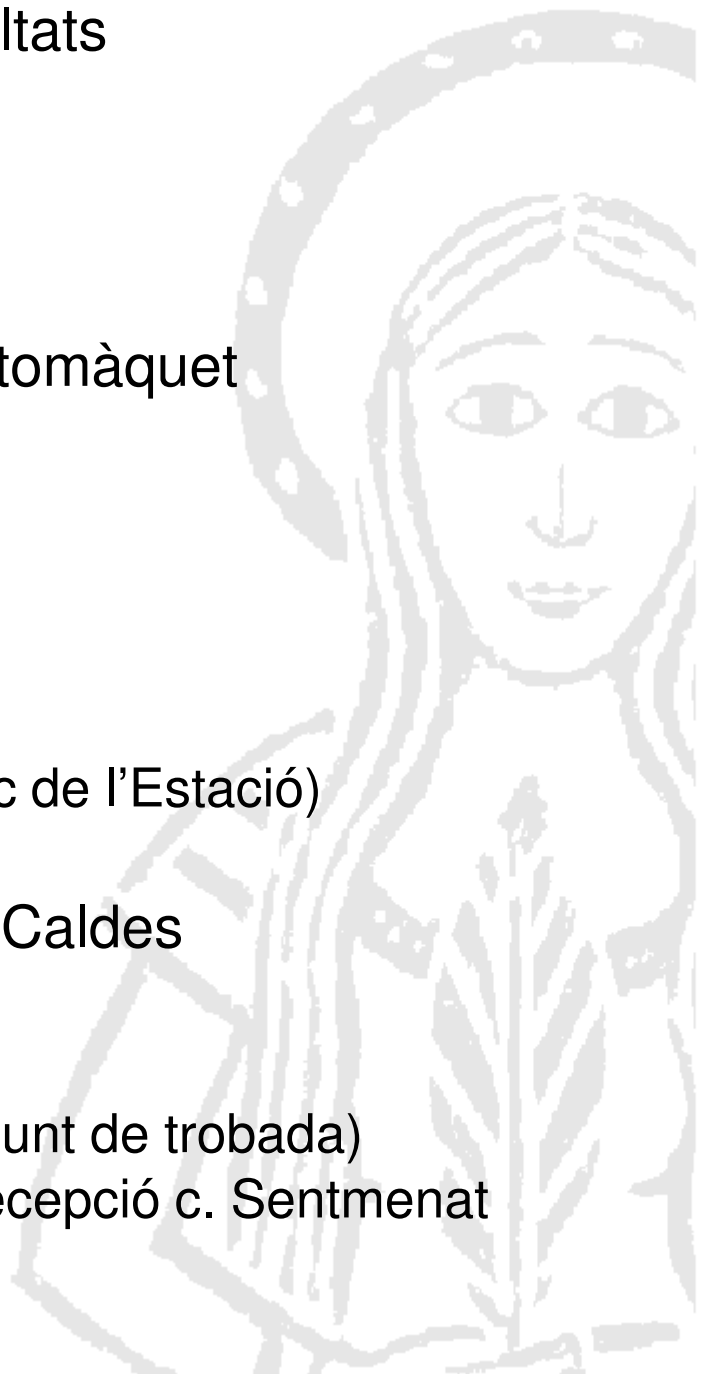 ltats
tomàquet
c de l'Estació)
Caldes
unt de trobada)
ecepció c. Sentmenat